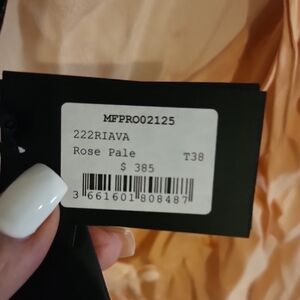 MFPRO02125
222RIAVA
Rose Pale T38
$ 385
3 661601 808487